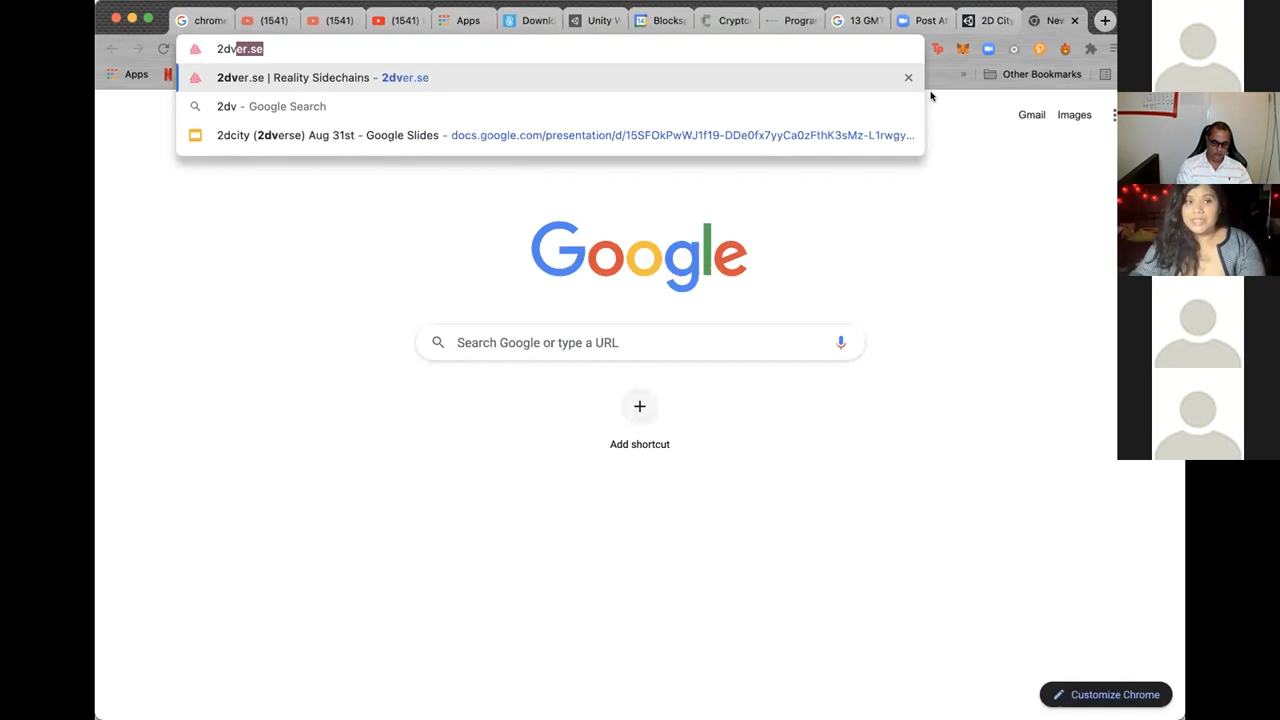 chrome
(1541)
(1541)
(1541)
Apps
Downl
Unity V
Blocks
Crypto
Progra
13 GMT
Post At
2D City
New
2dver.se
Apps
Other Bookmarks
2dver.se | Reality Sidechains - 2dver.se
2dv - Google Search
2dcity (2dverse) Aug 31st - Google Slides - docs.google.com/presentation/d/15SFOkPwWJ1f19-DDe0fx7yyCa0zFthK3sMz-L1rwgy...
Gmail Images
Google
Search Google or type a URL
Add shortcut
Customize Chrome